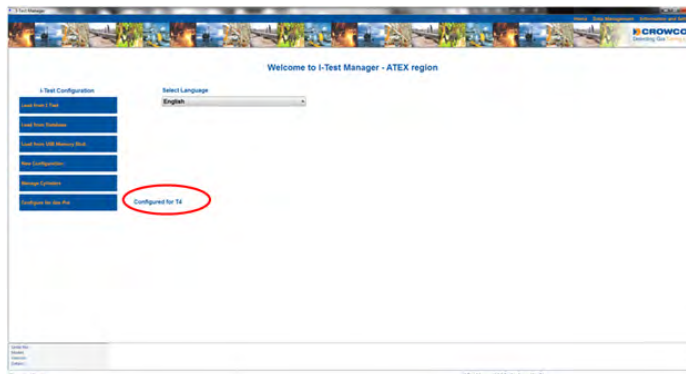 I-Test Manager
Home Data Management Information and
CROWCO
Detecting Gas
Welcome to I-Test Manager - ATEX region
I-Test Configuration
Select Language
English
Load from I-Test
Load from Database
Load from USB Memory Stick
New Configuration
Manage Cylinders
Configure for Gas-Pro
Configured for T4